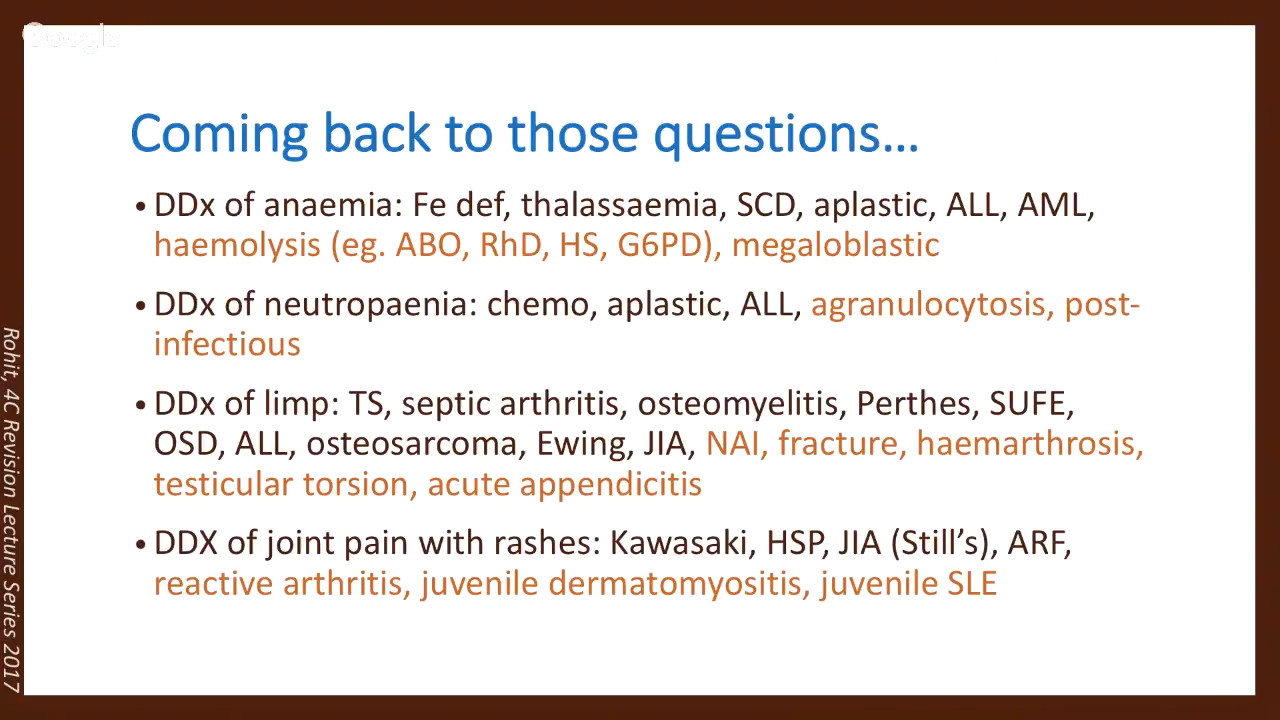 Google
Coming back to those questions...
• DDx of anaemia: Fe def, thalassaemia, SCD, aplastic, ALL, AML,
haemolysis (eg. ABO, RhD, HS, G6PD), megaloblastic
• DDx of neutropaenia: chemo, aplastic, ALL, agranulocytosis, post-
infectious
• DDx of limp: TS, septic arthritis, osteomyelitis, Perthes, SUFE,
OSD, ALL, osteosarcoma, Ewing, JIA, NAI, fracture, haemarthrosis,
testicular torsion, acute appendicitis
• DDX of joint pain with rashes: Kawasaki, HSP, JIA (Still’s), ARF,
reactive arthritis, juvenile dermatomyositis, juvenile SLE
Rohit, 4C Revision Lecture Series 2017